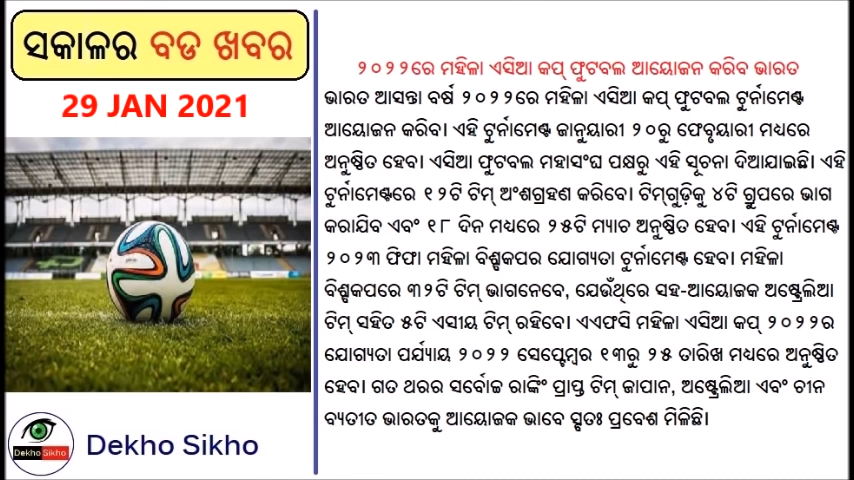 ସକାଳର ବଡ ଖବର
29 JAN 2021
Dekho Sikho
Dekho Sikho
୨୦୨୨ରେ ମହିଳା ଏସିଆ କପ୍ ଫୁଟବଲ ଆୟୋଜନ କରିବ ଭାରତ
ଭାରତ ଆସନ୍ତା ବର୍ଷ ୨୦୨୨ରେ ମହିଳା ଏସିଆ କପ୍ ଫୁଟବଲ ଟୁର୍ନାମେଣ୍ଟ
ଆୟୋଜନ କରିବ। ଏହି ଟୁର୍ନାମେଣ୍ଟ ଜାନୁୟାରୀ ୨୦ରୁ ଫେବୃୟାରୀ ମଧ୍ୟରେ
ଅନୁଷ୍ଠିତ ହେବ। ଏସିଆ ଫୁଟବଲ ମହାସଂଘ ପକ୍ଷରୁ ଏହି ସୂଚନା ଦିଆଯାଇଛି। ଏହି
ଟୁର୍ନାମେଣ୍ଟରେ ୧୨ଟି ଟିମ୍ ଅଂଶଗ୍ରହଣ କରିବେ। ଟିମ୍‌ଗୁଡ଼ିକୁ ୪ଟି ଗ୍ରୁପରେ ଭାଗ
କରାଯିବ ଏବଂ ୧୮ ଦିନ ମଧ୍ୟରେ ୨୫ଟି ମ୍ୟାଚ ଅନୁଷ୍ଠିତ ହେବ। ଏହି ଟୁର୍ନାମେଣ୍ଟ
୨୦୨୩ ଫିଫା ମହିଳା ବିଶ୍ୱକପର ଯୋଗ୍ୟତା ଟୁର୍ନାମେଣ୍ଟ ହେବ। ମହିଳା
ବିଶ୍ୱକପରେ ୩୨ଟି ଟିମ୍ ଭାଗନେବେ, ଯେଉଁଥିରେ ସହ-ଆୟୋଜକ ଅଷ୍ଟ୍ରେଲିଆ
ଟିମ୍ ସହିତ ୫ଟି ଏସୀୟ ଟିମ୍ ରହିବେ। ଏଏଫସି ମହିଳା ଏସିଆ କପ୍ ୨୦୨୨ର
ଯୋଗ୍ୟତା ପର୍ଯ୍ୟାୟ ୨୦୨୨ ସେପ୍ଟେମ୍ବର ୧୩ରୁ ୨୫ ତାରିଖ ମଧ୍ୟରେ ଅନୁଷ୍ଠିତ
ହେବ। ଗତ ଥରର ସର୍ବୋଚ୍ଚ ରାଙ୍କିଂ ପ୍ରାପ୍ତ ଟିମ୍ ଜାପାନ, ଅଷ୍ଟ୍ରେଲିଆ ଏବଂ ଚୀନ
ବ୍ୟତୀତ ଭାରତକୁ ଆୟୋଜକ ଭାବେ ସ୍ୱତଃ ପ୍ରବେଶ ମିଳିଛି।